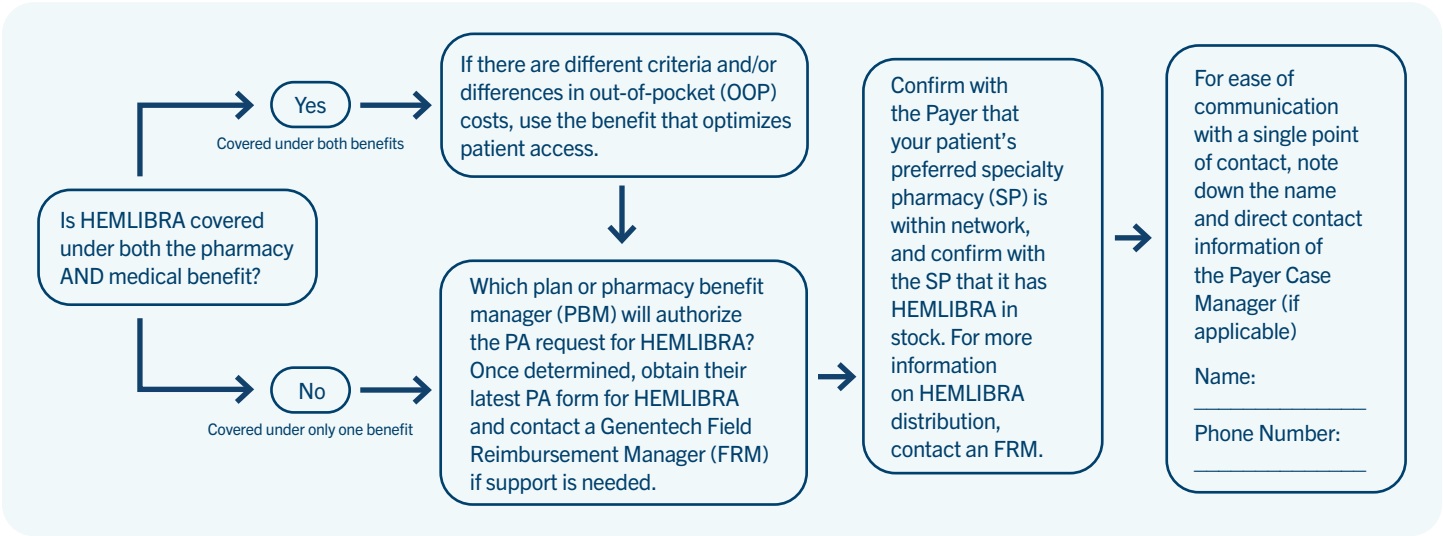 Is HEMLIBRA covered
under both the pharmacy
AND medical benefit?
Yes
Covered under both benefits
If there are different criteria and/or
differences in out-of-pocket (OOP)
costs, use the benefit that optimizes
patient access.
No
Covered under only one benefit
Which plan or pharmacy benefit
manager (PBM) will authorize
the PA request for HEMLIBRA?
Once determined, obtain their
latest PA form for HEMLIBRA
and contact a Genentech Field
Reimbursement Manager (FRM)
if support is needed.
Confirm with
the Payer that
your patient’s
preferred specialty
pharmacy (SP) is
within network,
and confirm with
the SP that it has
HEMLIBRA in
stock. For more
information
on HEMLIBRA
distribution,
contact an FRM.
For ease of
communication
with a single point
of contact, note
down the name
and direct contact
information of
the Payer Case
Manager (if
applicable)
Name:
Phone Number: